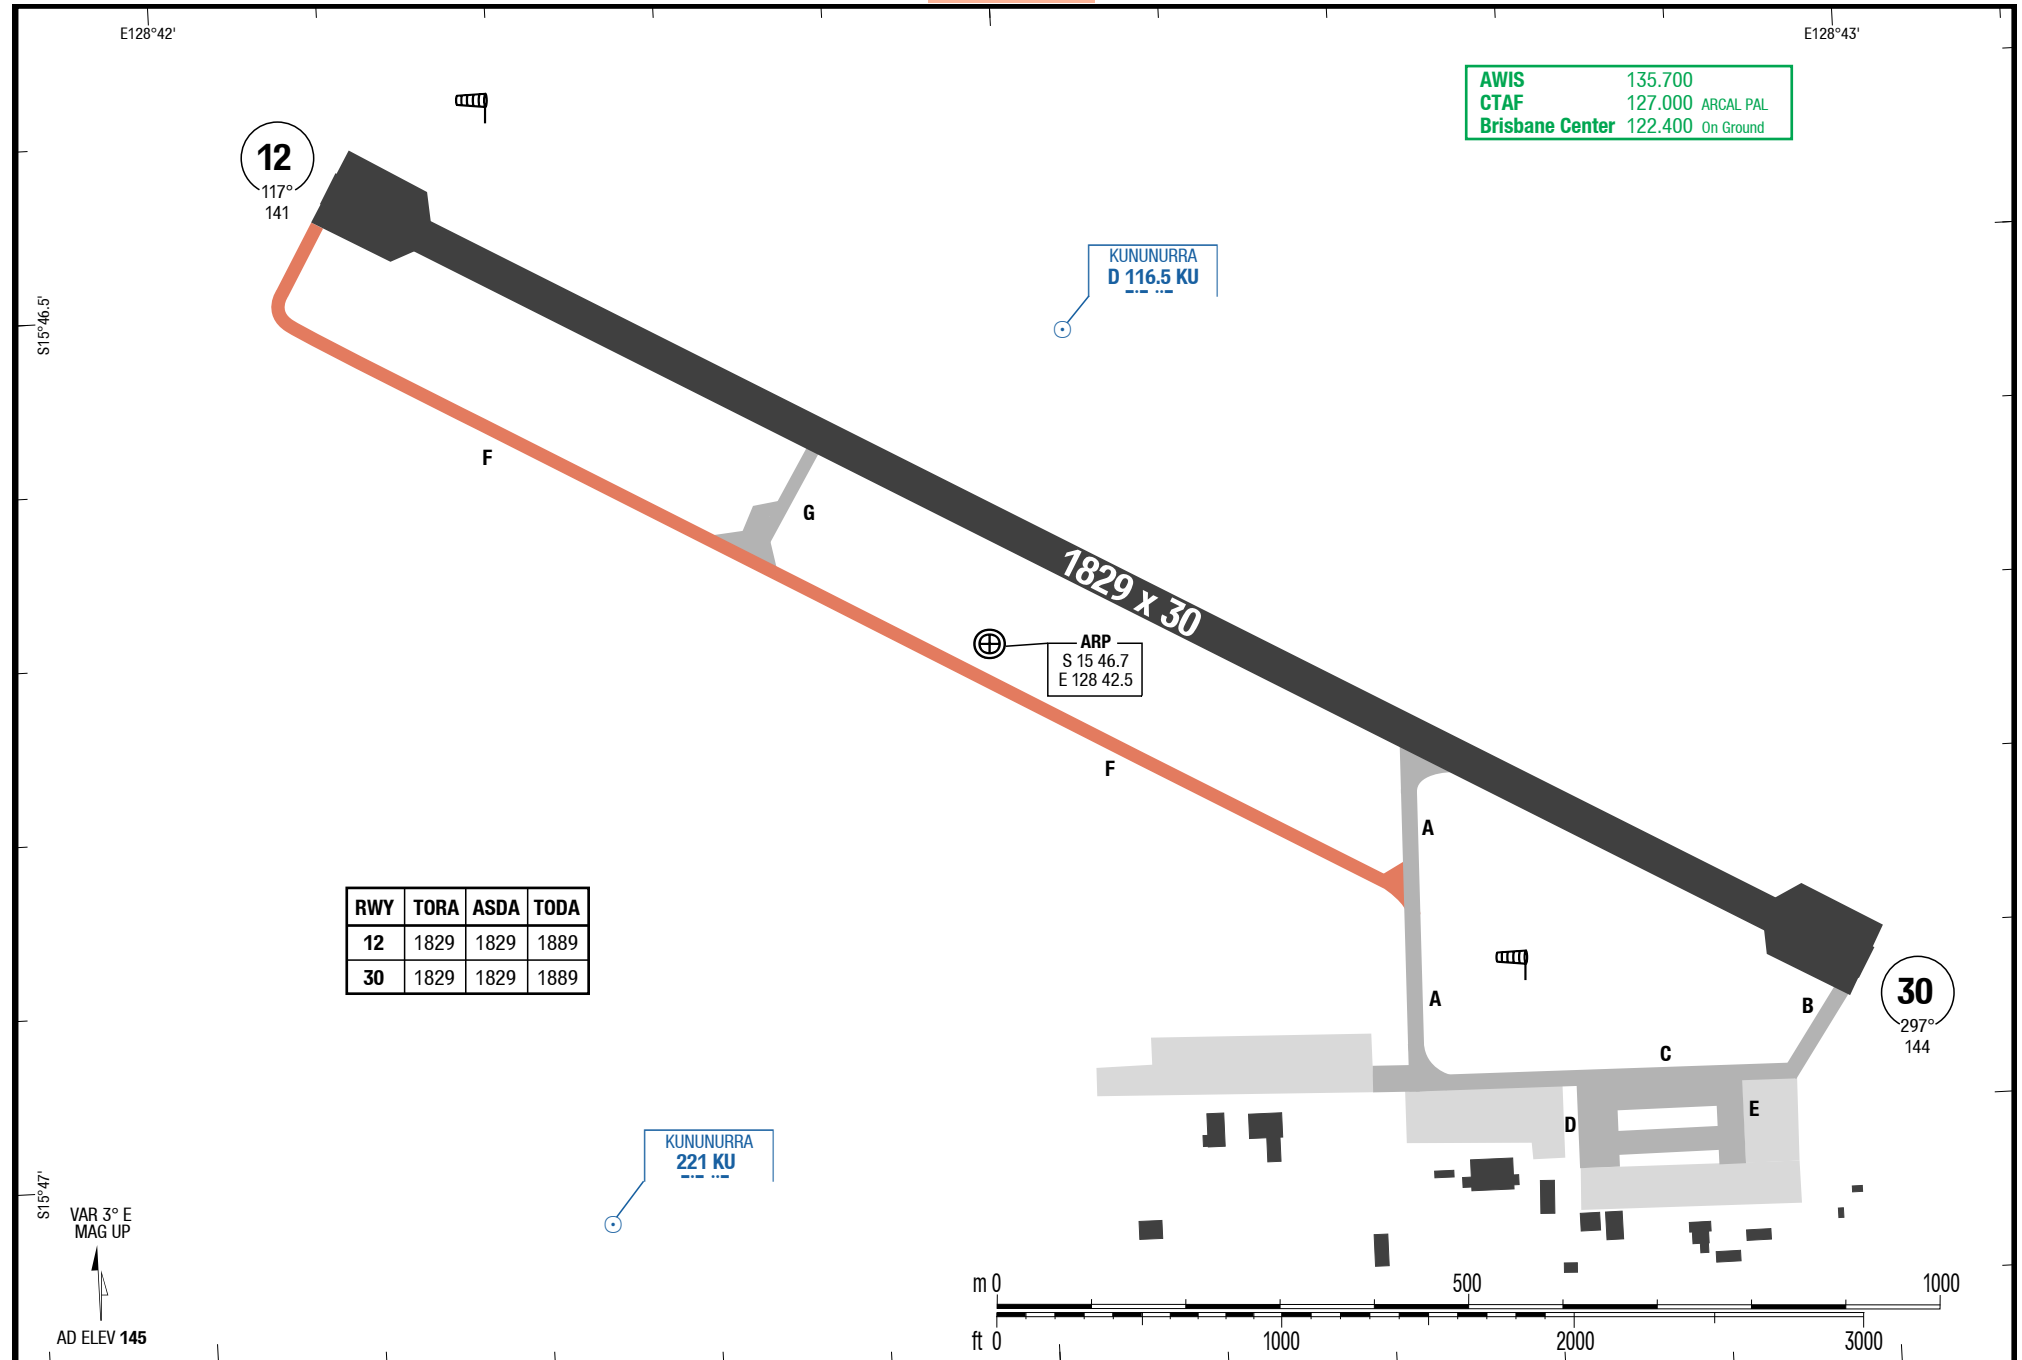 E128°42'
E128°43'
AWIS 135.700
CTAF 127.000 ARCAL PAL
Brisbane Center 122.400 On Ground
12
117°
141
KUNUNURRA
D 116.5 KU
S15°46.5'
F
G
1829 x 30
ARP
S 15 46.7
E 128 42.5
F
A
RWY TORA ASDA TODA
12 1829 1829 1889
30 1829 1829 1889
A
B
30
297°
144
C
D
E
KUNUNURRA
221 KU
S15°47'
VAR 3° E
MAG UP
AD ELEV 145
m 0 500 1000
ft 0 1000 2000 3000